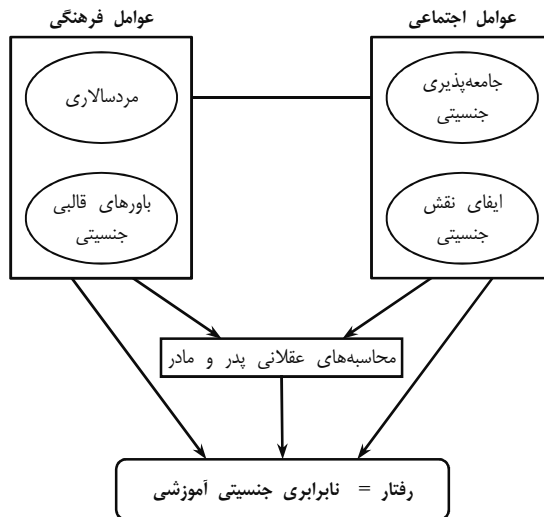 عوامل اجتماعی
عوامل فرهنگی
جامعه‌پذیری
جنسیتی
مردسالاری
ایفای نقش
جنسیتی
باورهای قالبی
جنسیتی
محاسبه‌های عقلانی پدر و مادر
رفتار = نابرابری جنسیتی آموزشی